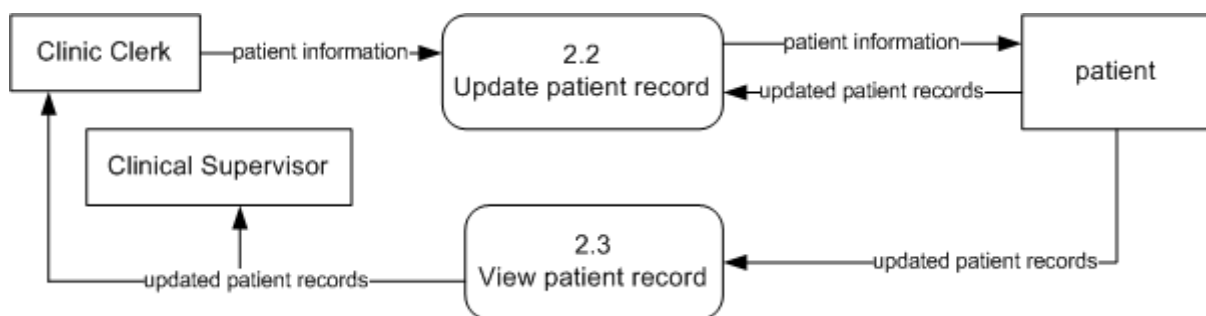 Clinic Clerk
patient information
2.2
Update patient record
patient information
updated patient records
patient
Clinical Supervisor
2.3
View patient record
updated patient records
updated patient records